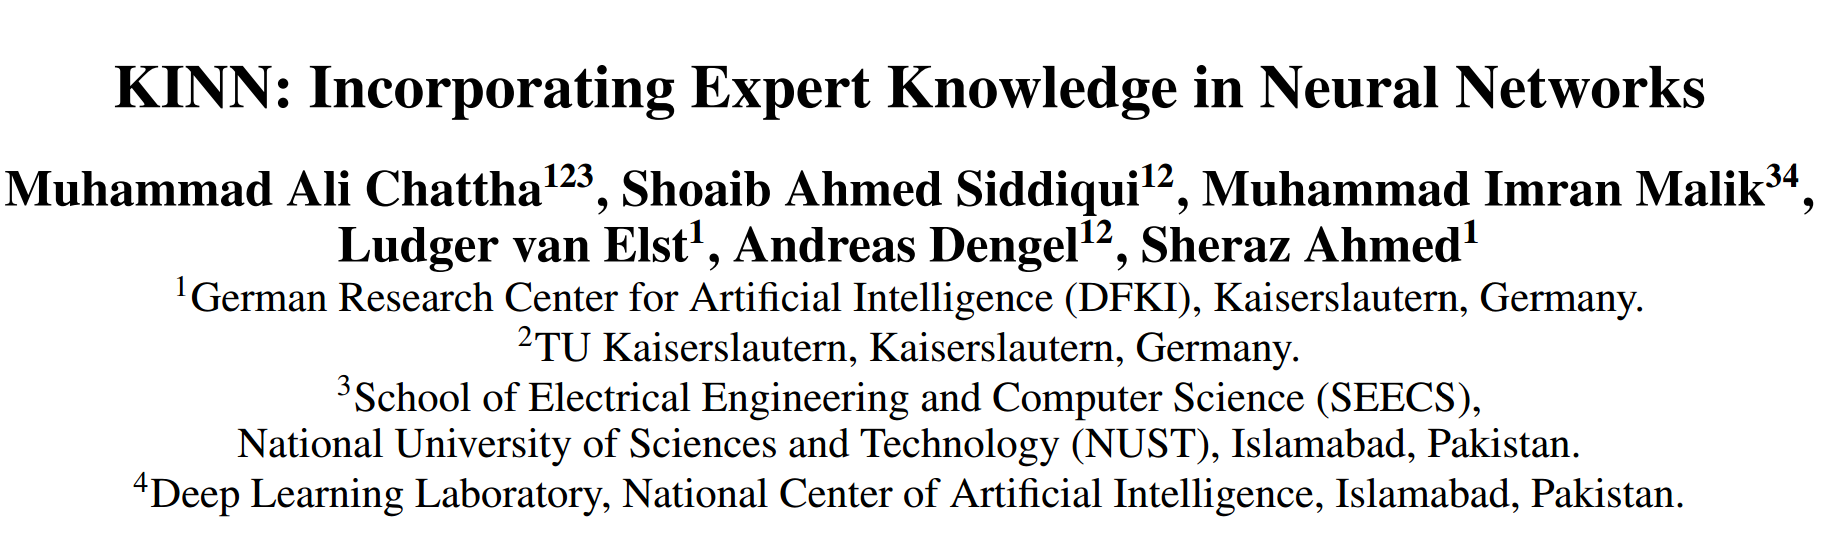 KINN: Incorporating Expert Knowledge in Neural Networks
Muhammad Ali Chattha¹²³, Shoaib Ahmed Siddiqui¹², Muhammad Imran Malik³⁴,
Ludger van Elst¹, Andreas Dengel¹², Sheraz Ahmed¹
¹German Research Center for Artificial Intelligence (DFKI), Kaiserslautern, Germany.
²TU Kaiserslautern, Kaiserslautern, Germany.
³School of Electrical Engineering and Computer Science (SEECS),
National University of Sciences and Technology (NUST), Islamabad, Pakistan.
⁴Deep Learning Laboratory, National Center of Artificial Intelligence, Islamabad, Pakistan.